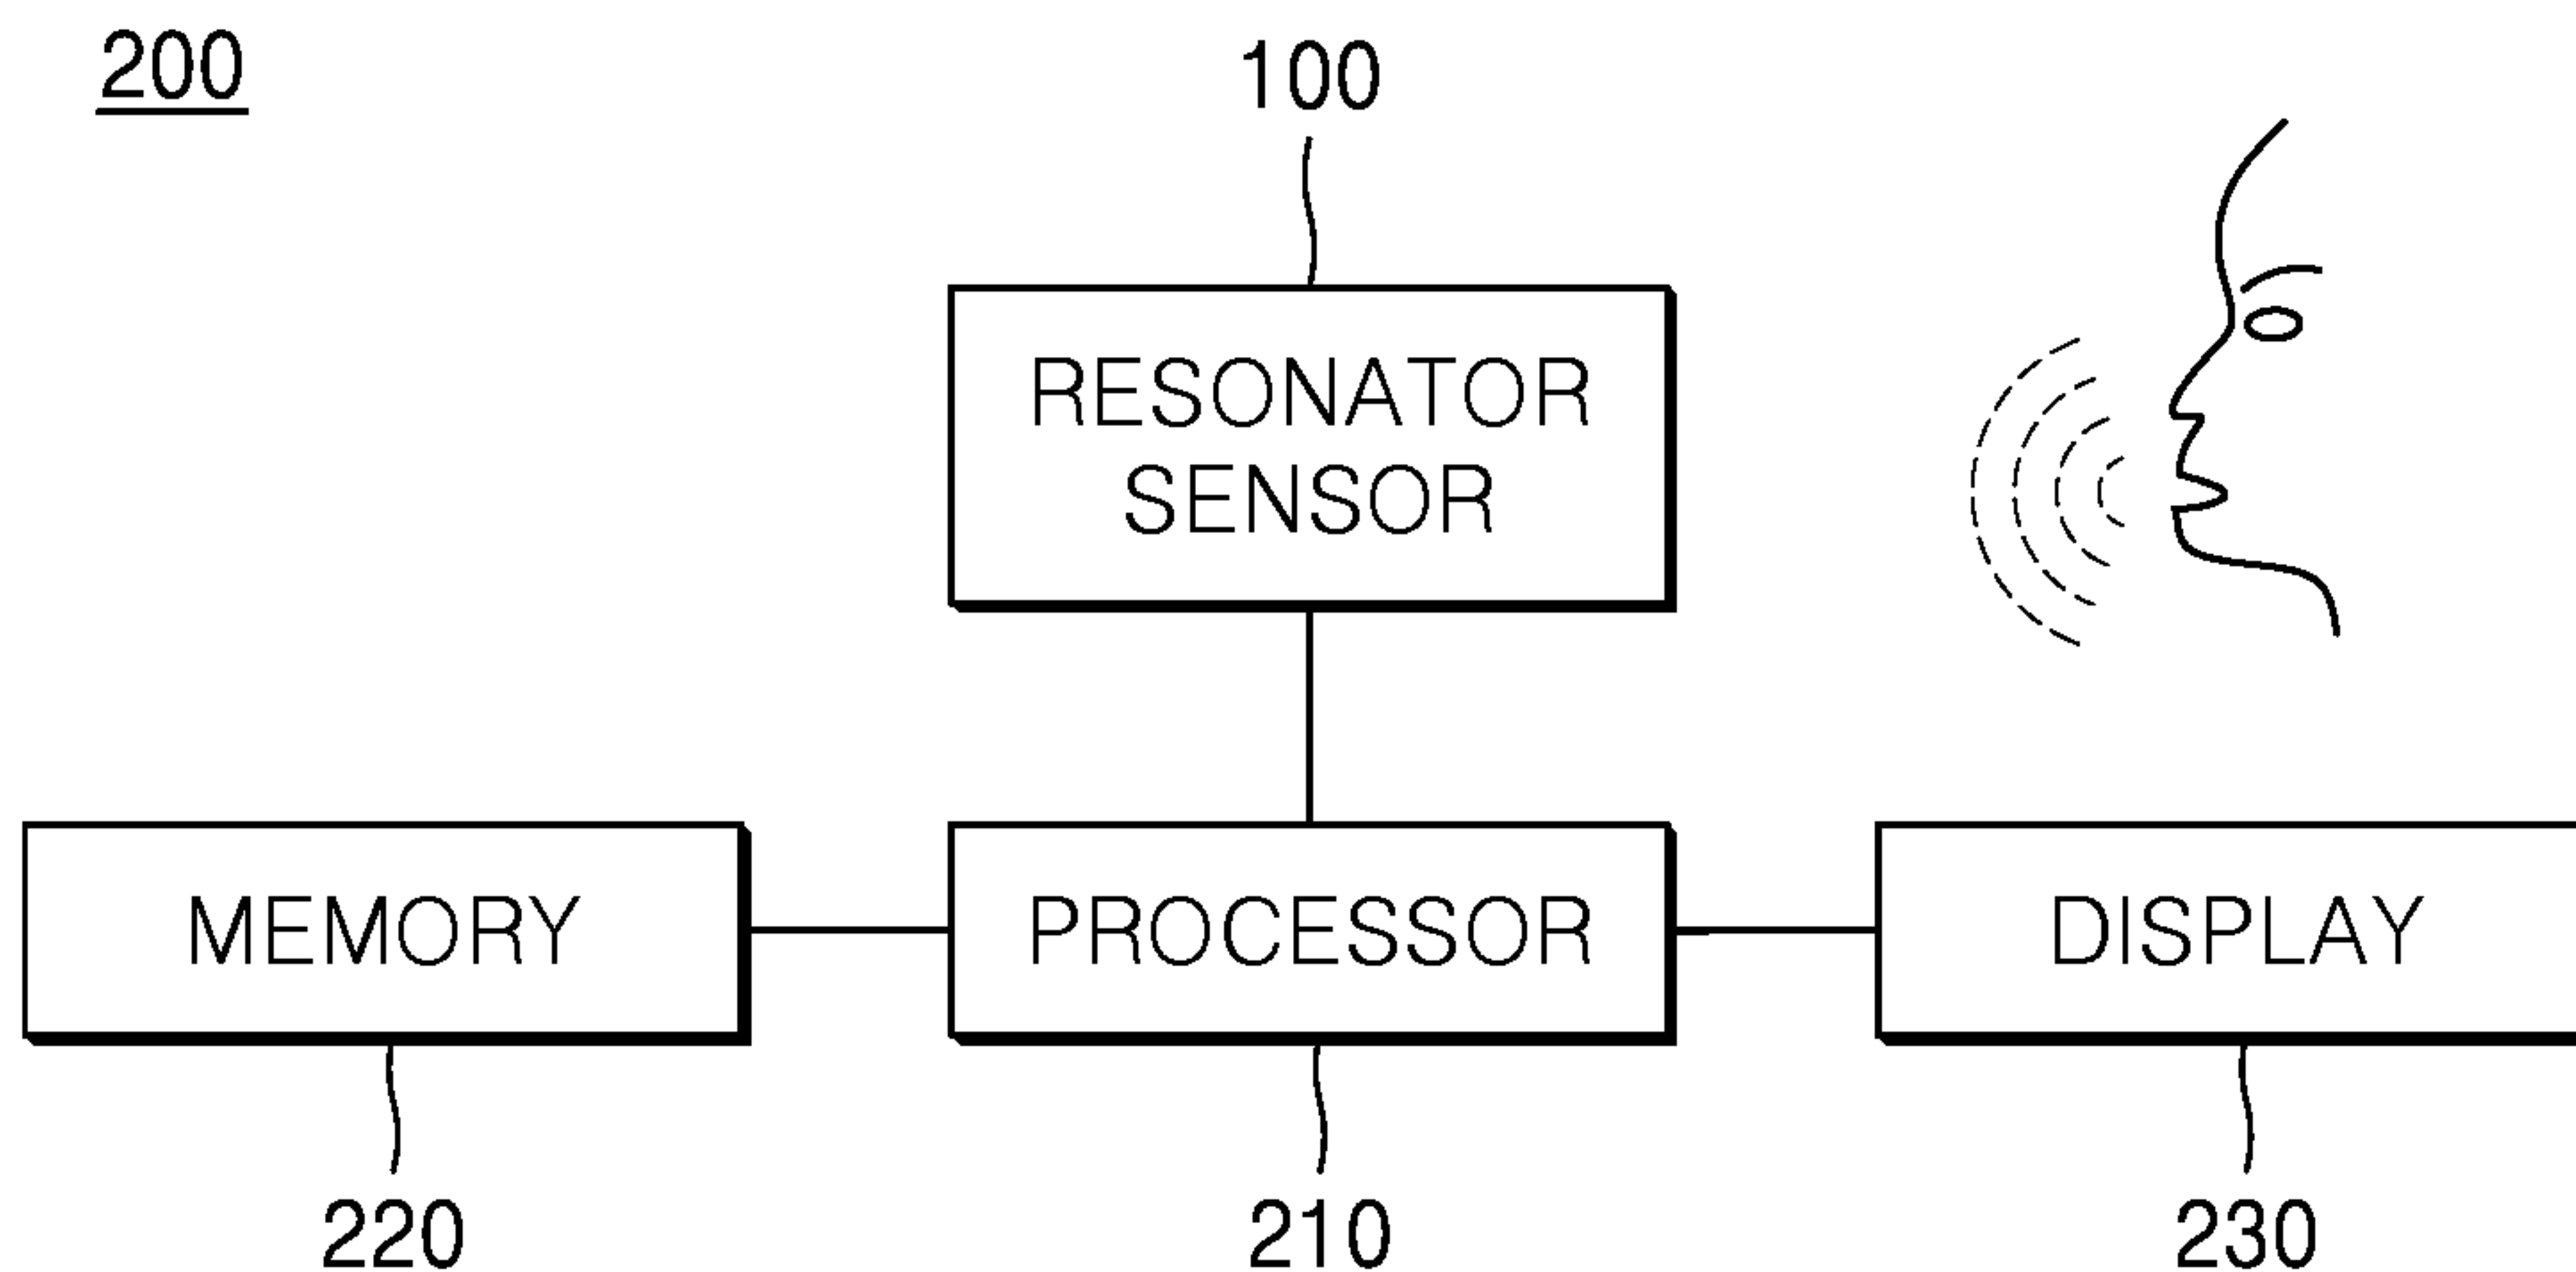 200
100
RESONATOR
SENSOR
MEMORY
PROCESSOR
DISPLAY
220
210
230